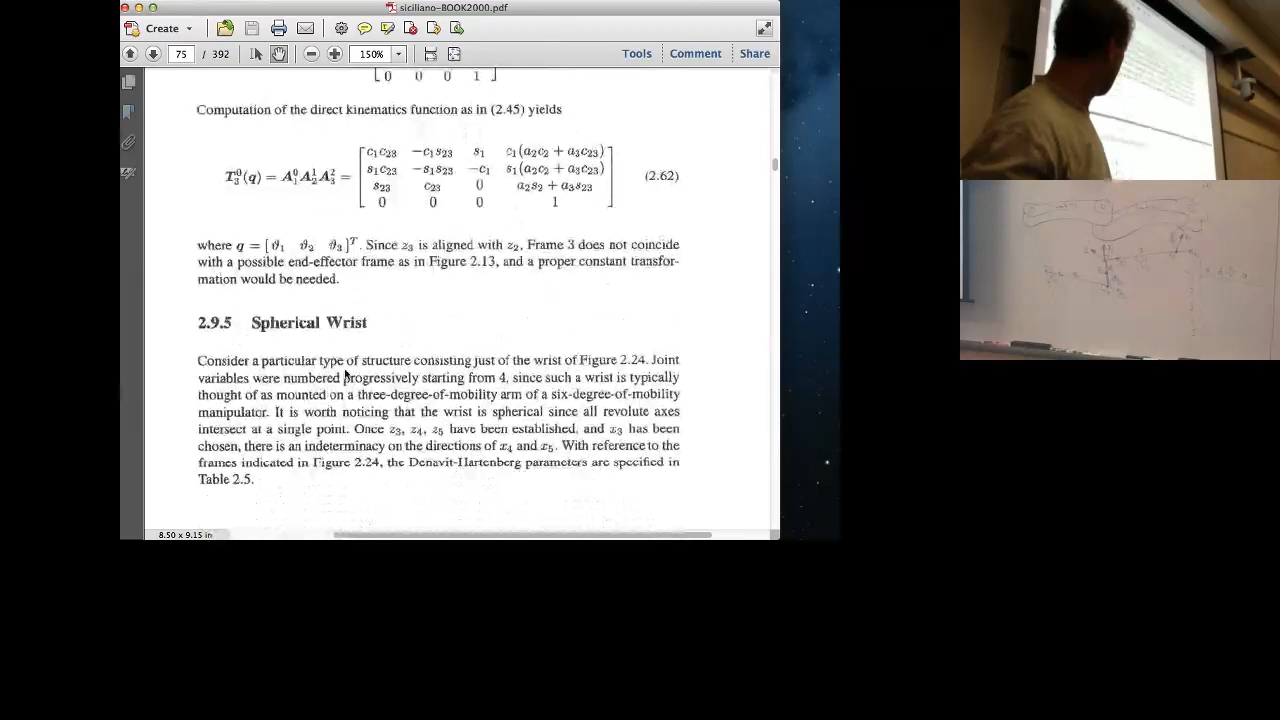 siciliano-BOOK2000.pdf
Create
75 / 392
150%
Tools Comment Share
0 0 0 1
Computation of the direct kinematics function as in (2.45) yields
c1c23 −c1s23 s1 c1(a2c2 + a3c23)
s1c23 −s1s23 −c1 s1(a2c2 + a3c23)
T⁰₃(q) = A⁰₁A¹₂A²₃ = (2.62)
s23 c23 0 a2s2 + a3s23
0 0 0 1
where q = [ϑ1 ϑ2 ϑ3]ᵀ. Since z3 is aligned with z2, Frame 3 does not coincide
with a possible end-effector frame as in Figure 2.13, and a proper constant transfor-
mation would be needed.
2.9.5 Spherical Wrist
Consider a particular type of structure consisting just of the wrist of Figure 2.24. Joint
variables were numbered progressively starting from 4, since such a wrist is typically
thought of as mounted on a three-degree-of-mobility arm of a six-degree-of-mobility
manipulator. It is worth noticing that the wrist is spherical since all revolute axes
intersect at a single point. Once z3, z4, z5 have been established, and x3 has been
chosen, there is an indeterminacy on the directions of x4 and x5. With reference to the
frames indicated in Figure 2.24, the Denavit-Hartenberg parameters are specified in
Table 2.5.
8.50 x 9.15 in